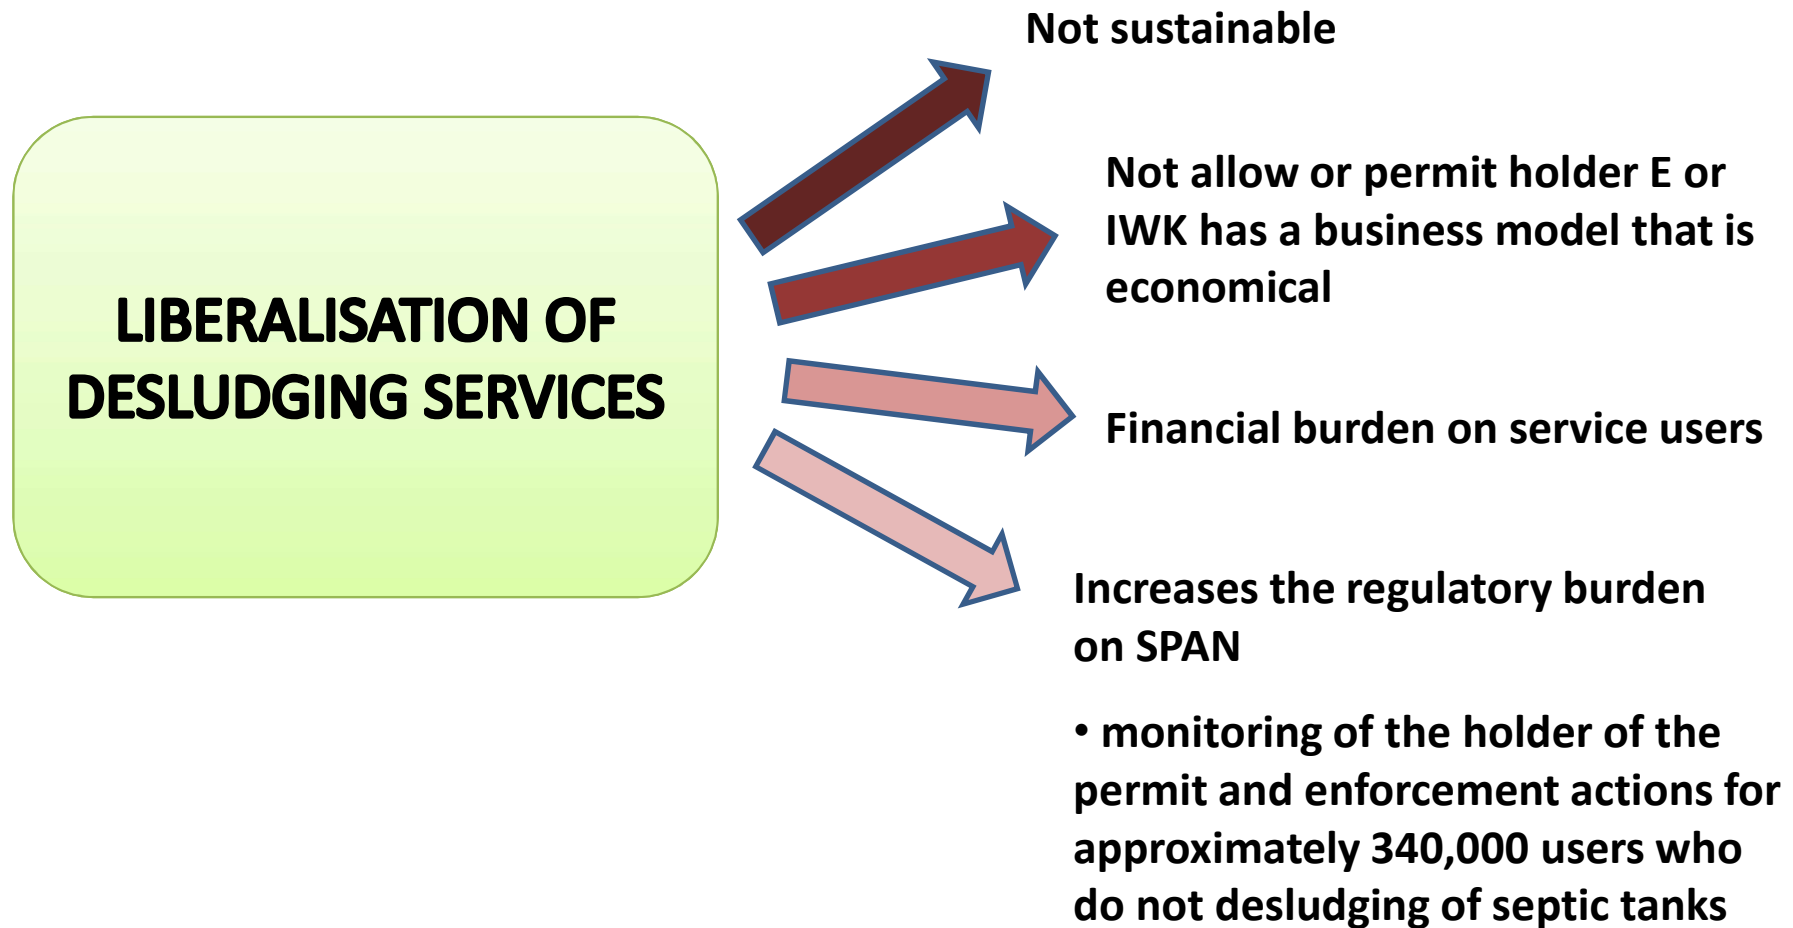 Not sustainable
Not allow or permit holder E or
IWK has a business model that is
economical
LIBERALISATION OF
DESLUDGING SERVICES
Financial burden on service users
Increases the regulatory burden
on SPAN
• monitoring of the holder of the
permit and enforcement actions for
approximately 340,000 users who
do not desludging of septic tanks